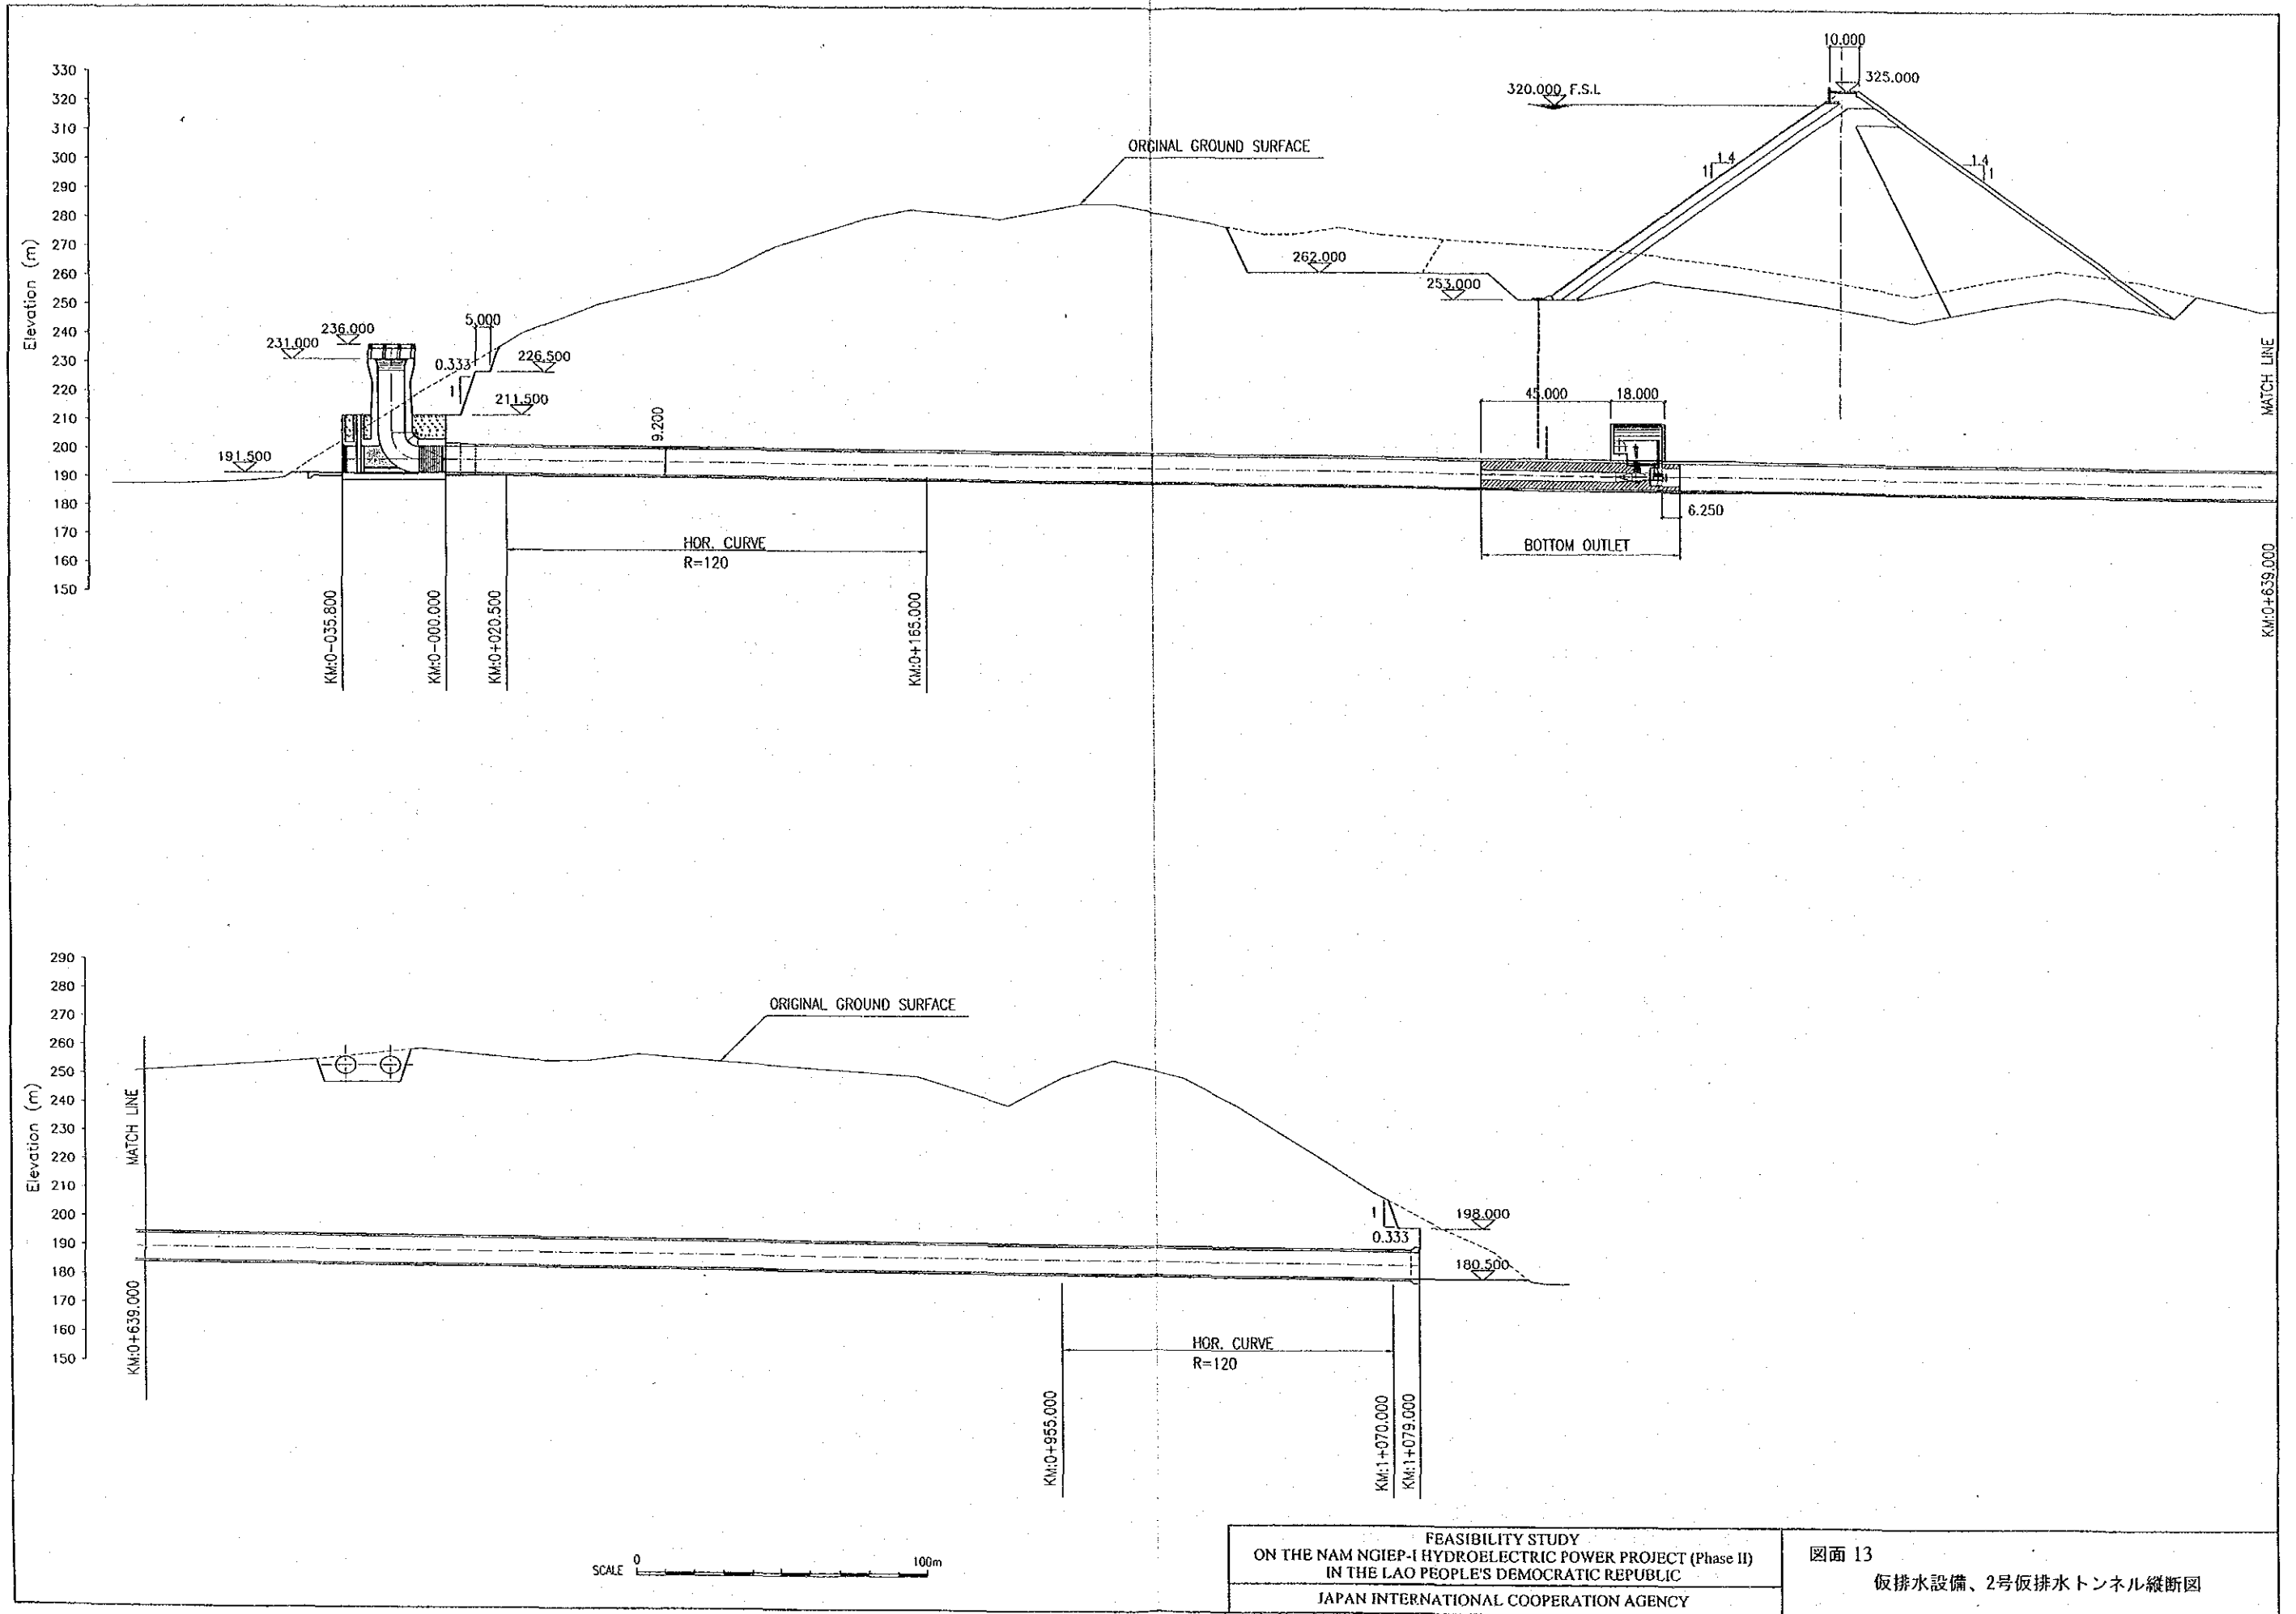 10.000
325.000
320.000 F.S.L
1.4
1
1.4
1
330
320
310
300
290
280
270
260
250
240
230
220
210
200
190
180
170
160
150
Elevation (m)
ORGINAL GROUND SURFACE
262.000
253.000
236.000
231.000
5.000
0.333
1
226.500
211.500
191.500
9.200
45.000
18.000
6.250
BOTTOM OUTLET
HOR. CURVE
R=120
KM:0-035.800
KM:0-000.000
KM:0+020.500
KM:0+165.000
MATCH LINE
KM:0+639.000
290
280
270
260
250
240
230
220
210
200
190
180
170
160
150
Elevation (m)
MATCH LINE
KM:0+639.000
ORIGINAL GROUND SURFACE
1
0.333
198.000
180.500
HOR. CURVE
R=120
KM:0+955.000
KM:1+070.000
KM:1+079.000
SCALE 0 100m
FEASIBILITY STUDY
ON THE NAM NGIEP-I HYDROELECTRIC POWER PROJECT (Phase II)
IN THE LAO PEOPLE'S DEMOCRATIC REPUBLIC
JAPAN INTERNATIONAL COOPERATION AGENCY
図面 13
仮排水設備、2号仮排水トンネル縦断図